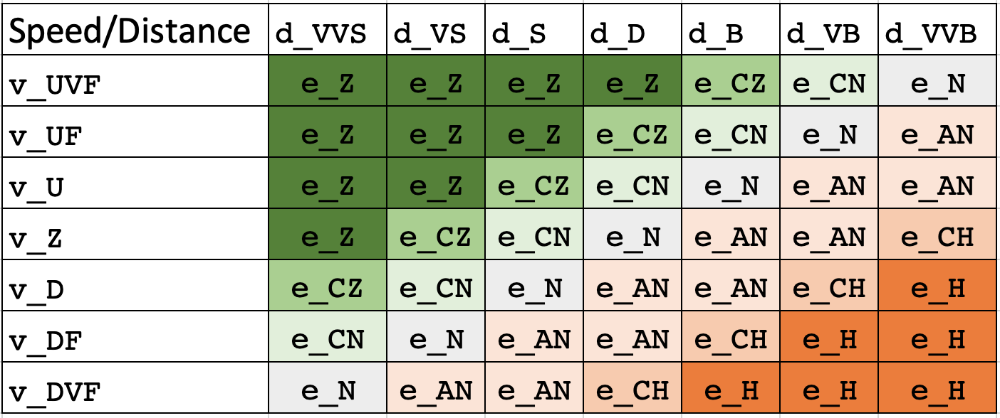 Speed/Distance d_VVS d_VS d_S d_D d_B d_VB d_VVB
v_UVF e_Z e_Z e_Z e_Z e_CZ e_CN e_N
v_UF e_Z e_Z e_Z e_CZ e_CN e_N e_AN
v_U e_Z e_Z e_CZ e_CN e_N e_AN e_AN
v_Z e_Z e_CZ e_CN e_N e_AN e_AN e_CH
v_D e_CZ e_CN e_N e_AN e_AN e_CH e_H
v_DF e_CN e_N e_AN e_AN e_CH e_H e_H
v_DVF e_N e_AN e_AN e_CH e_H e_H e_H